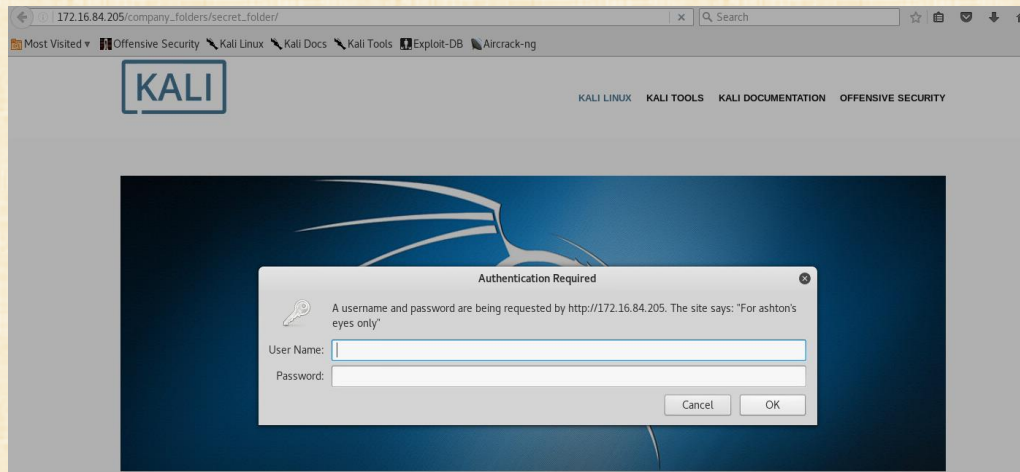 172.16.84.205/company_folders/secret_folder/
Search
Most Visited Offensive Security Kali Linux Kali Docs Kali Tools Exploit-DB Aircrack-ng
KALI
KALI LINUX KALI TOOLS KALI DOCUMENTATION OFFENSIVE SECURITY
Authentication Required
A username and password are being requested by http://172.16.84.205. The site says: "For ashton's
eyes only"
User Name:
Password:
Cancel OK